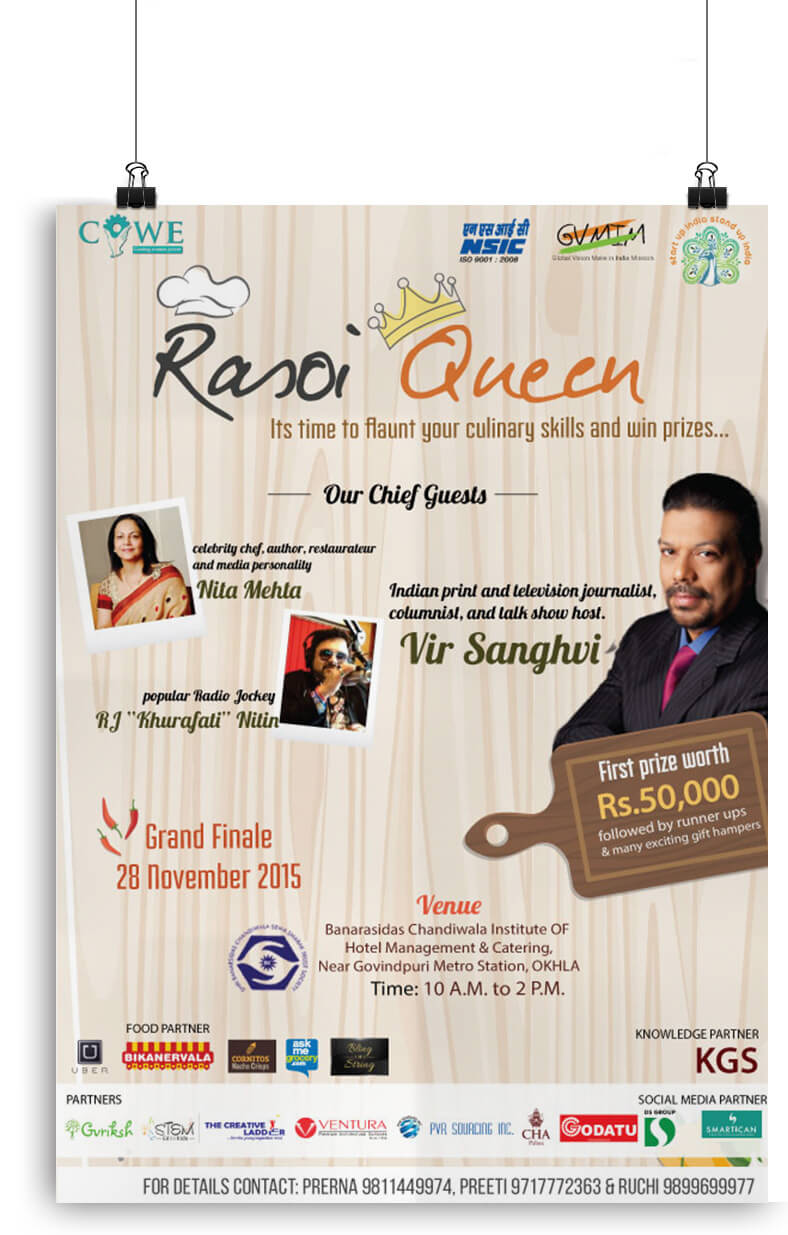 COWE
एन एस आई सी
NSIC
ISO 9001 : 2008
GVMIM
Global Vision Make in India Mission
start up india stand up india
Rasoi Queen
Its time to flaunt your culinary skills and win prizes...
Our Chief Guests
celebrity chef, author, restaurateur
and media personality
Nita Mehta
Indian print and television journalist,
columnist, and talk show host.
Vir Sanghvi
popular Radio Jockey
RJ "Khurafati" Nitin
First prize worth
Rs.50,000
followed by runner ups
& many exciting gift hampers
Grand Finale
28 November 2015
Venue
Banarasidas Chandiwala Institute OF
Hotel Management & Catering,
Near Govindpuri Metro Station, OKHLA
Time: 10 A.M. to 2 P.M.
FOOD PARTNER
UBER
BIKANERVALA
CORNITOS
Nacho Crisps
ask
me
grocery
.com
Bling
String
KNOWLEDGE PARTNER
KGS
PARTNERS
SOCIAL MEDIA PARTNER
Gvriksh
STEM
THE CREATIVE
LADDER
VENTURA
PVR SOURCING INC.
CHA
GODATU
DS GROUP
SMARTICAN
FOR DETAILS CONTACT: PRERNA 9811449974, PREETI 9717772363 & RUCHI 9899699977